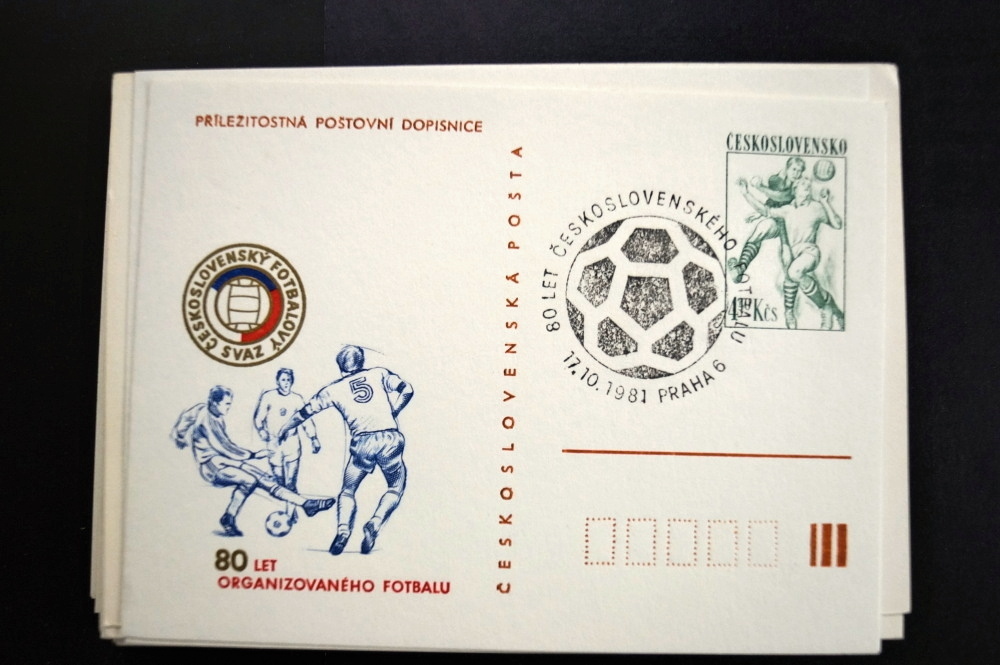 PŘÍLEŽITOSTNÁ POŠTOVNÍ DOPISNICE
ČESKOSLOVENSKÝ FOTBALOVÝ SVAZ
5
80 LET
ORGANIZOVANÉHO FOTBALU
ČESKOSLOVENSKÁ POŠTA
80 LET ČESKOSLOVENSKÉHO FOTBALU
17.10.1981 PRAHA 6
ČESKOSLOVENSKO
Kčs